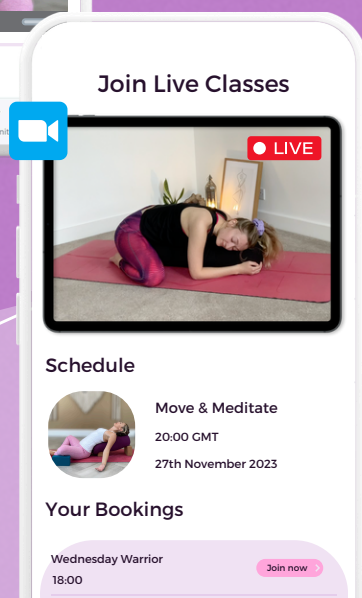 Join Live Classes
LIVE
Schedule
Move & Meditate
20:00 GMT
27th November 2023
Your Bookings
Wednesday Warrior
Join now
18:00